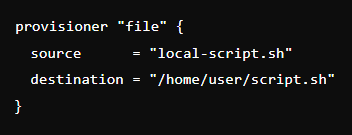 provisioner "file" {
  source      = "local-script.sh"
  destination = "/home/user/script.sh"
}